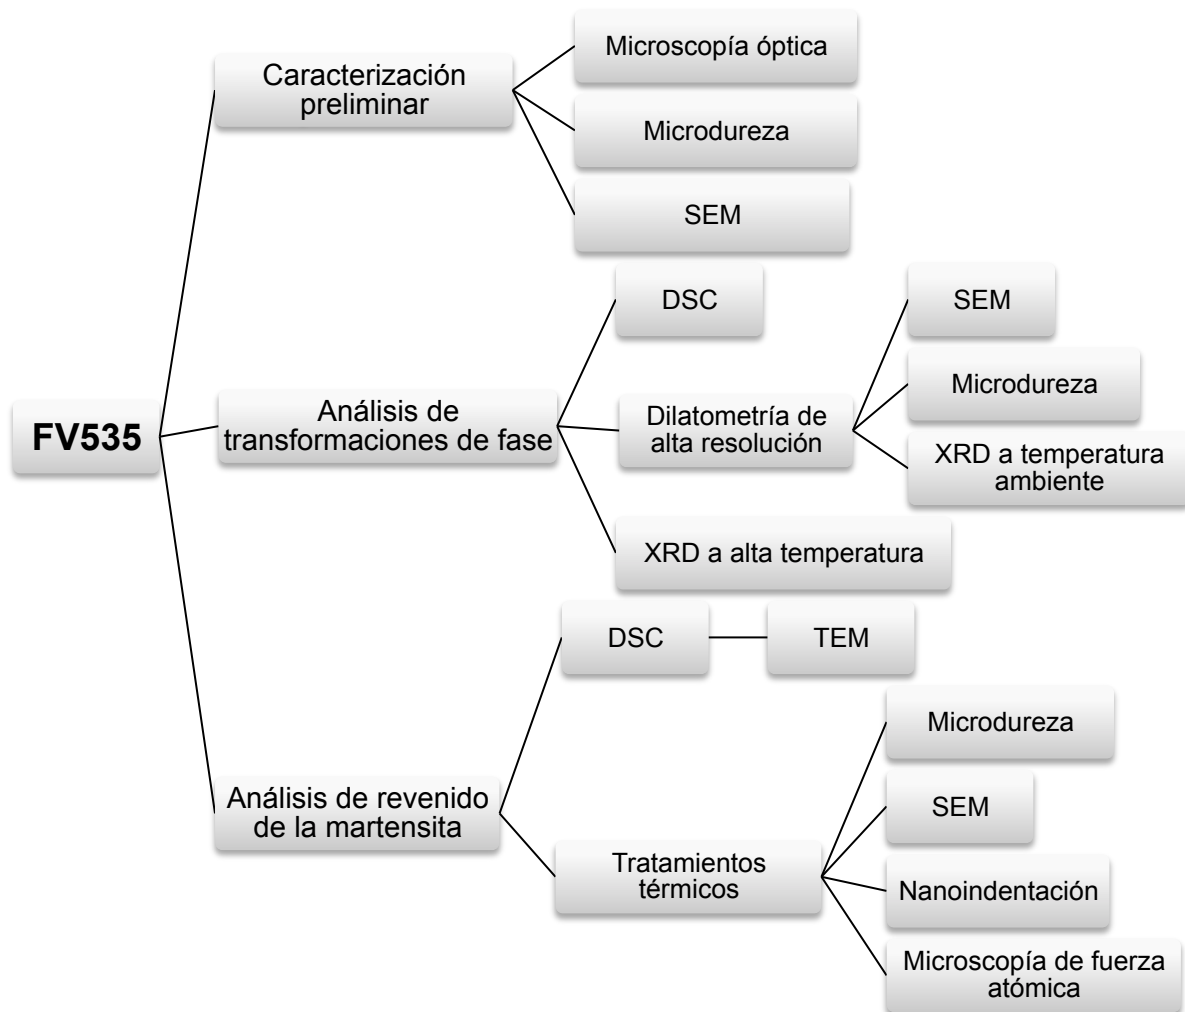 FV535
Caracterización
preliminar
Microscopía óptica
Microdureza
SEM
Análisis de
transformaciones de fase
DSC
Dilatometría de
alta resolución
SEM
Microdureza
XRD a temperatura
ambiente
XRD a alta temperatura
Análisis de revenido
de la martensita
DSC
TEM
Tratamientos
térmicos
Microdureza
SEM
Nanoindentación
Microscopía de fuerza
atómica